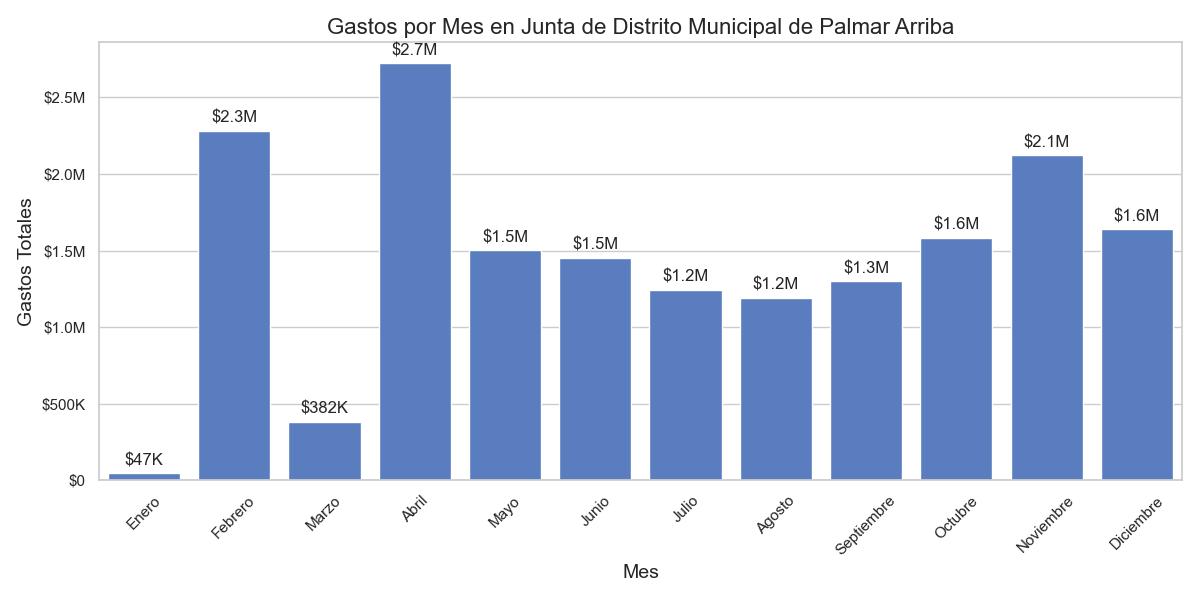 Gastos por Mes en Junta de Distrito Municipal de Palmar Arriba
Gastos Totales
$2.5M
$2.0M
$1.5M
$1.0M
$500K
$0
$47K
$2.3M
$382K
$2.7M
$1.5M
$1.5M
$1.2M
$1.2M
$1.3M
$1.6M
$2.1M
$1.6M
Enero
Febrero
Marzo
Abril
Mayo
Junio
Julio
Agosto
Septiembre
Octubre
Noviembre
Diciembre
Mes